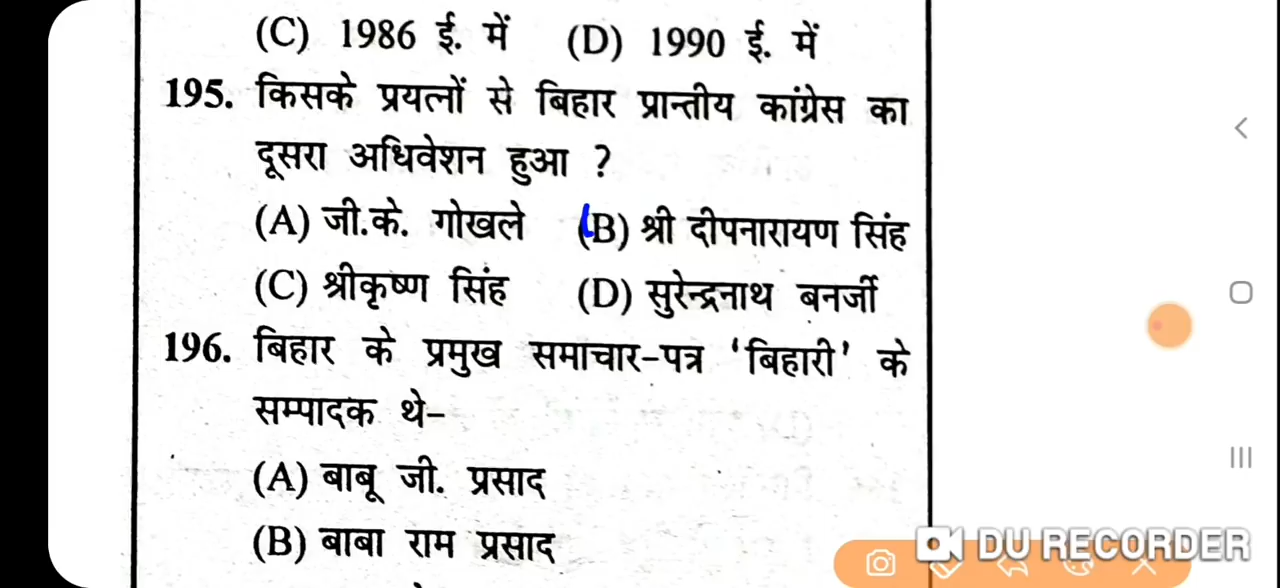 (C) 1986 ई. में (D) 1990 ई. में
195. किसके प्रयत्नों से बिहार प्रान्तीय कांग्रेस का
दूसरा अधिवेशन हुआ ?
(A) जी.के. गोखले (B) श्री दीपनारायण सिंह
(C) श्रीकृष्ण सिंह (D) सुरेन्द्रनाथ बनर्जी
196. बिहार के प्रमुख समाचार-पत्र 'बिहारी' के
सम्पादक थे-
(A) बाबू जी. प्रसाद
(B) बाबा राम प्रसाद
DU RECORDER